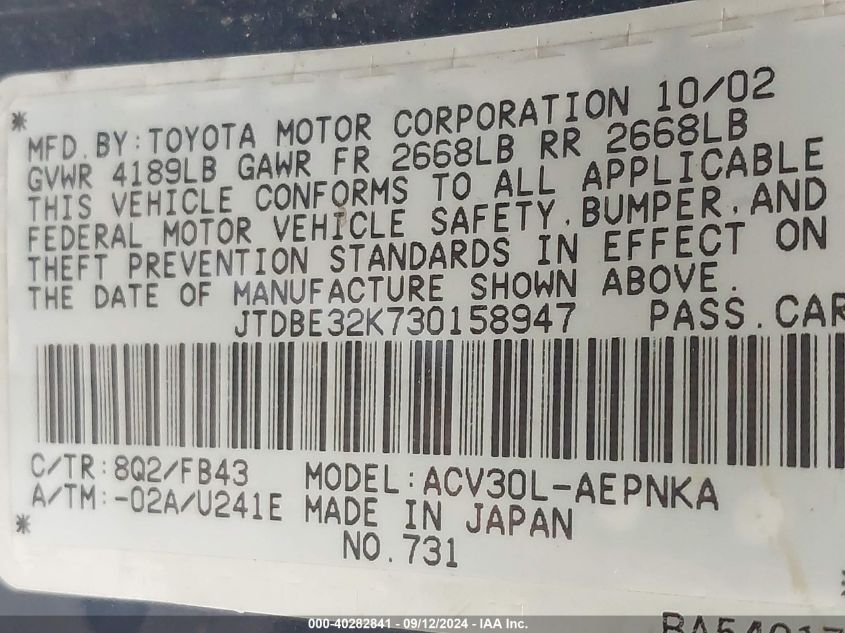 MFD. BY: TOYOTA MOTOR CORPORATION 10/02
GVWR 4189LB GAWR FR 2668LB RR 2668LB
THIS VEHICLE CONFORMS TO ALL APPLICABLE
FEDERAL MOTOR VEHICLE SAFETY, BUMPER, AND
THEFT PREVENTION STANDARDS IN EFFECT ON
THE DATE OF MANUFACTURE SHOWN ABOVE.
JTDBE32K730158947 PASS. CAR
C/TR: 8Q2/FB43 MODEL: ACV30L-AEPNKA
A/TM: -02A/U241E MADE IN JAPAN
NO. 731
000-40282841 - 09/12/2024 - IAA Inc.